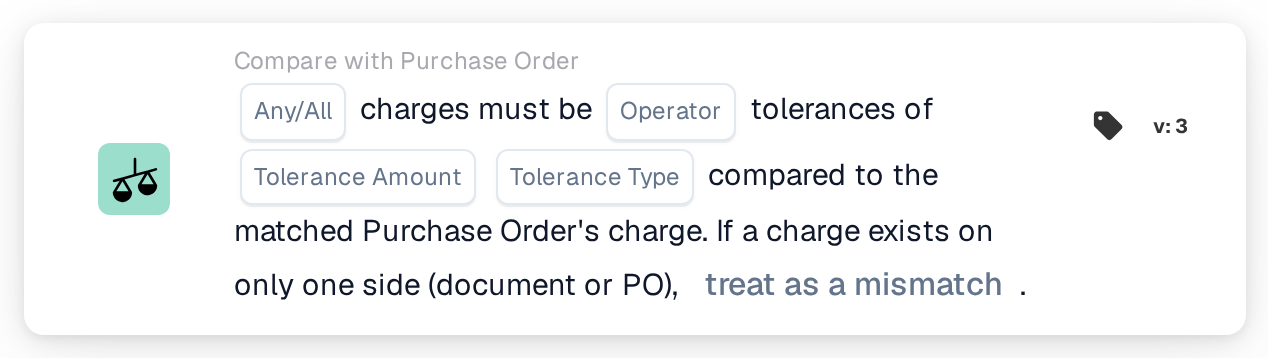 Compare with Purchase Order
Any/All charges must be Operator tolerances of
v: 3
Tolerance Amount Tolerance Type compared to the
matched Purchase Order's charge. If a charge exists on
only one side (document or PO), treat as a mismatch .